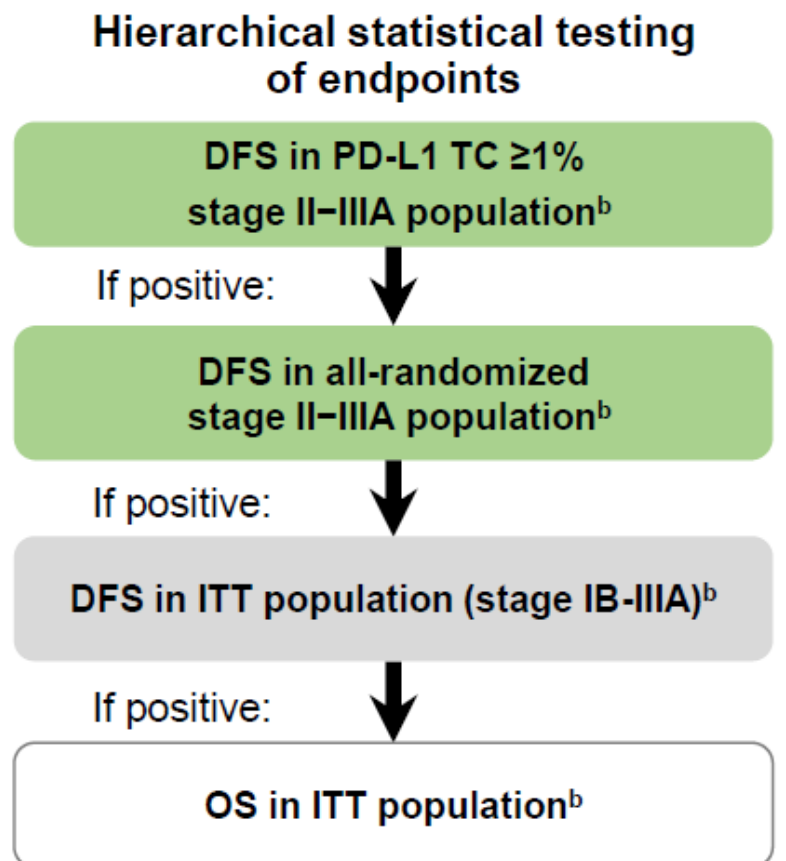 Hierarchical statistical testing
of endpoints
DFS in PD-L1 TC ≥1%
stage II–IIIA populationᵇ
If positive:
DFS in all-randomized
stage II–IIIA populationᵇ
If positive:
DFS in ITT population (stage IB-IIIA)ᵇ
If positive:
OS in ITT populationᵇ